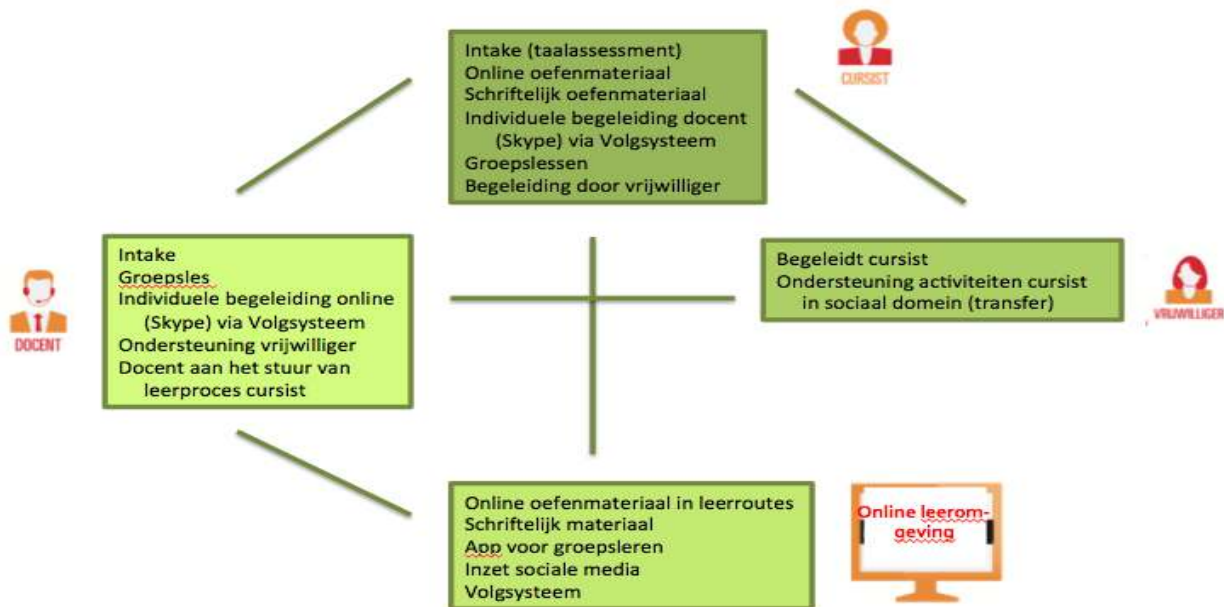 Intake (taalassessment)
Online oefenmateriaal
Schriftelijk oefenmateriaal
Individuele begeleiding docent
(Skype) via Volgsysteem
Groepslessen
Begeleiding door vrijwilliger
CURSIST
Intake
Groepsles
Individuele begeleiding online
(Skype) via Volgsysteem
Ondersteuning vrijwilliger
Docent aan het stuur van
leerproces cursist
DOCENT
Begeleidt cursist
Ondersteuning activiteiten cursist
in sociaal domein (transfer)
VRIJWILLIGER
Online oefenmateriaal in leerroutes
Schriftelijk materiaal
App voor groepsleren
Inzet sociale media
Volgsysteem
Online leerom-
geving